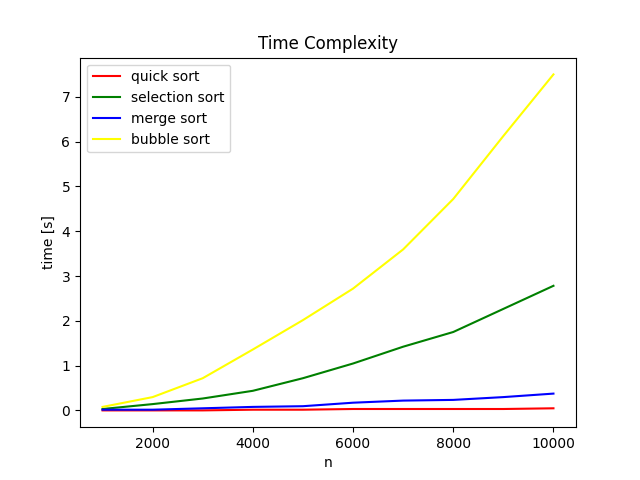 Time Complexity
quick sort
selection sort
merge sort
bubble sort
time [s]
7
6
5
4
3
2
1
0
2000 4000 6000 8000 10000
n